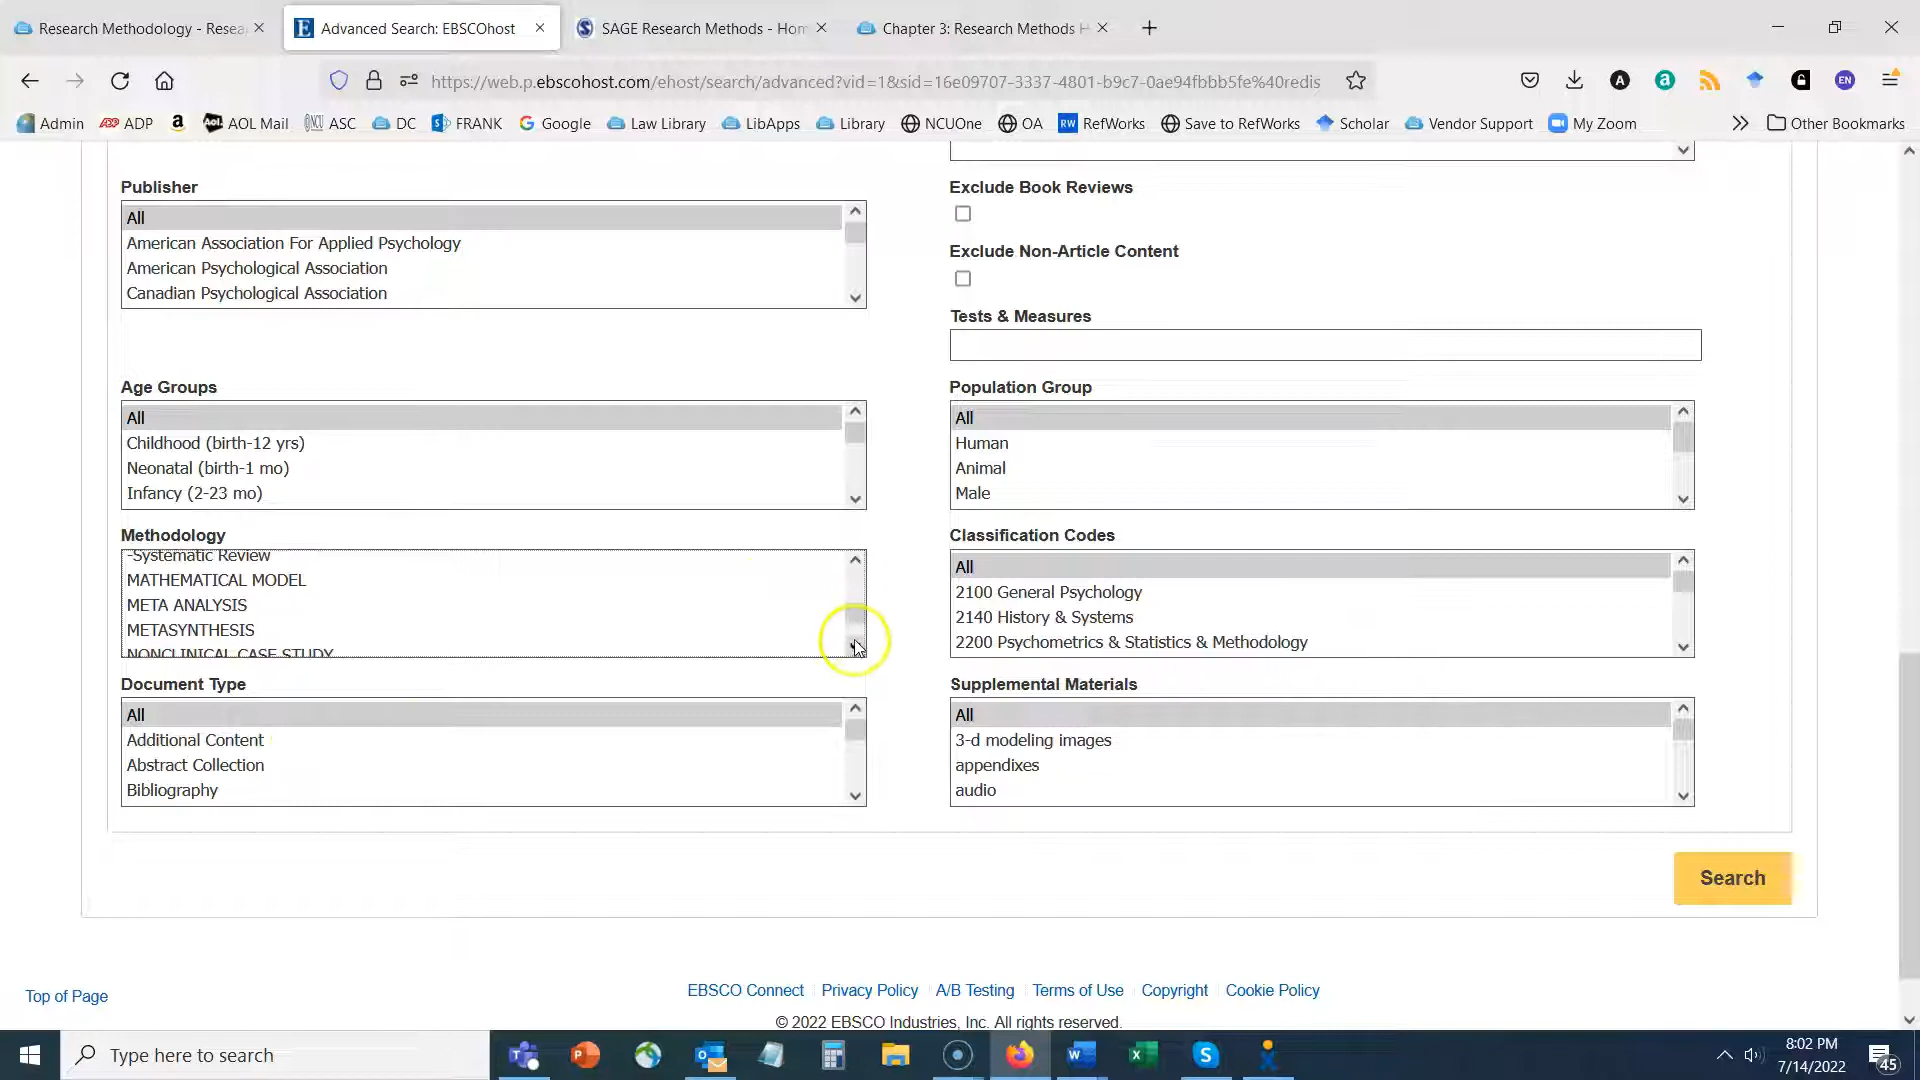 Research Methodology - Resea
Advanced Search: EBSCOhost
SAGE Research Methods - Hom
Chapter 3: Research Methods H
https://web.p.ebscohost.com/ehost/search/advanced?vid=1&sid=16e09707-3337-4801-b9c7-0ae94fbbb5fe%40redis
A
a
EN
Admin
ADP
AOL Mail
ASC
DC
FRANK
Google
Law Library
LibApps
Library
NCUOne
OA
RW RefWorks
Save to RefWorks
Scholar
Vendor Support
My Zoom
Other Bookmarks
Publisher
All
American Association For Applied Psychology
American Psychological Association
Canadian Psychological Association
Exclude Book Reviews
Exclude Non-Article Content
Tests & Measures
Age Groups
All
Childhood (birth-12 yrs)
Neonatal (birth-1 mo)
Infancy (2-23 mo)
Population Group
All
Human
Animal
Male
Methodology
-Systematic Review
MATHEMATICAL MODEL
META ANALYSIS
METASYNTHESIS
NONCLINICAL CASE STUDY
Classification Codes
All
2100 General Psychology
2140 History & Systems
2200 Psychometrics & Statistics & Methodology
Document Type
All
Additional Content
Abstract Collection
Bibliography
Supplemental Materials
All
3-d modeling images
appendixes
audio
Search
Top of Page
EBSCO Connect
Privacy Policy
A/B Testing
Terms of Use
Copyright
Cookie Policy
© 2022 EBSCO Industries, Inc. All rights reserved.
Type here to search
8:02 PM
7/14/2022
45